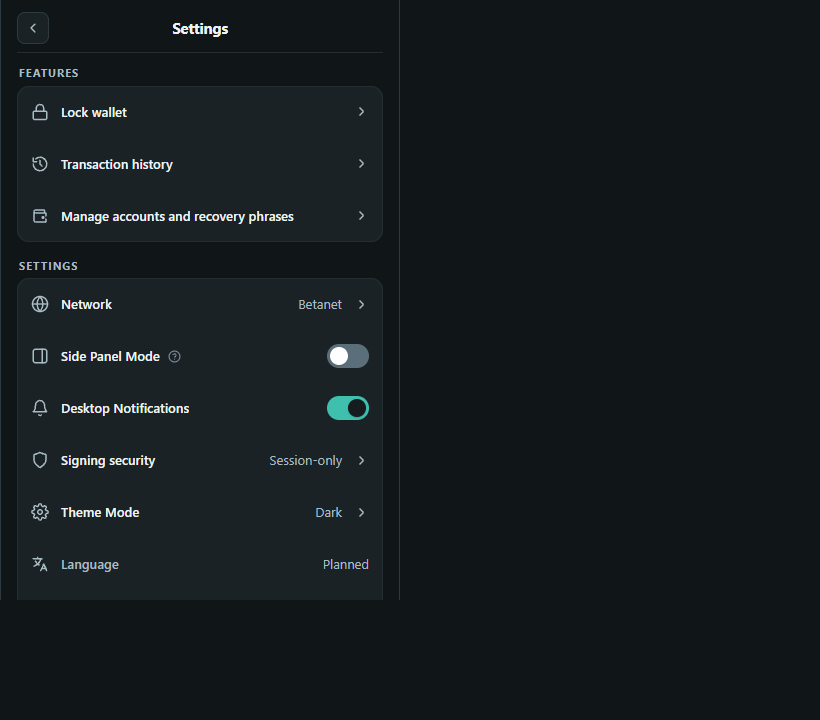 Settings
FEATURES
Lock wallet
Transaction history
Manage accounts and recovery phrases
SETTINGS
Network Betanet
Side Panel Mode ?
Desktop Notifications
Signing security Session-only
Theme Mode Dark
Language Planned